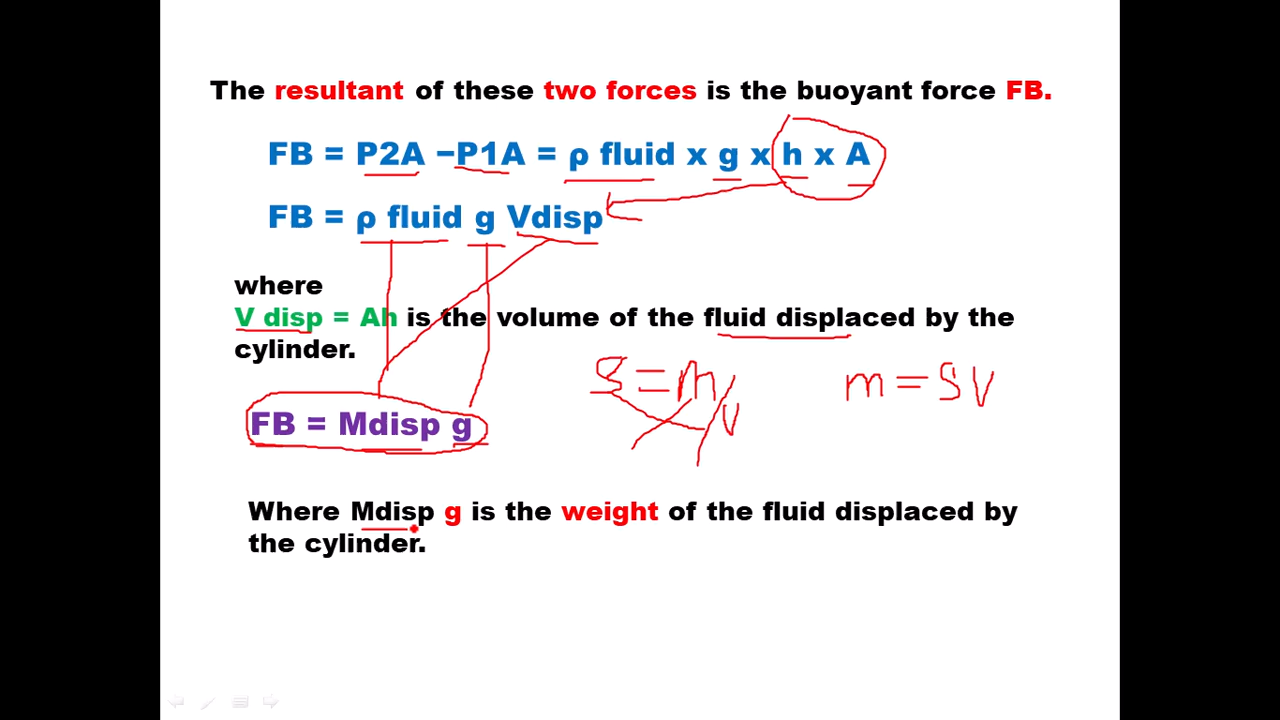 The resultant of these two forces is the buoyant force FB.
FB = P2A −P1A = ρ fluid x g x h x A
FB = ρ fluid g Vdisp
where
V disp = Ah is the volume of the fluid displaced by the
cylinder.
S = m/V m = SV
FB = Mdisp g
Where Mdisp g is the weight of the fluid displaced by
the cylinder.